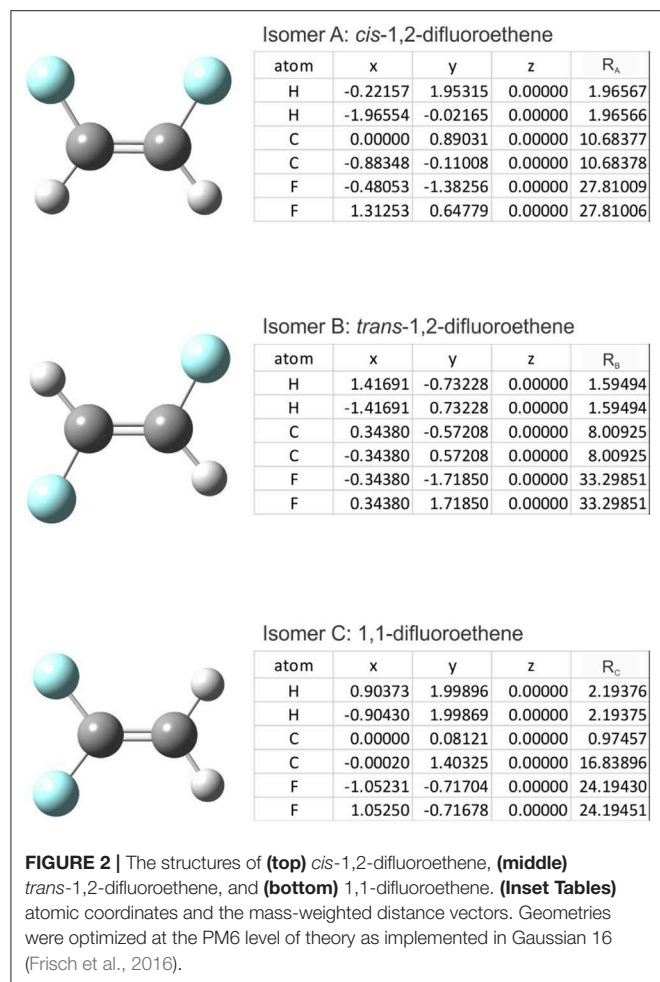 Isomer A: cis-1,2-difluoroethene
atom x y z R_A
H -0.22157 1.95315 0.00000 1.96567
H -1.96554 -0.02165 0.00000 1.96566
C 0.00000 0.89031 0.00000 10.68377
C -0.88348 -0.11008 0.00000 10.68378
F -0.48053 -1.38256 0.00000 27.81009
F 1.31253 0.64779 0.00000 27.81006
Isomer B: trans-1,2-difluoroethene
atom x y z R_B
H 1.41691 -0.73228 0.00000 1.59494
H -1.41691 0.73228 0.00000 1.59494
C 0.34380 -0.57208 0.00000 8.00925
C -0.34380 0.57208 0.00000 8.00925
F -0.34380 -1.71850 0.00000 33.29851
F 0.34380 1.71850 0.00000 33.29851
Isomer C: 1,1-difluoroethene
atom x y z R_C
H 0.90373 1.99896 0.00000 2.19376
H -0.90430 1.99869 0.00000 2.19375
C 0.00000 0.08121 0.00000 0.97457
C -0.00020 1.40325 0.00000 16.83896
F -1.05231 -0.71704 0.00000 24.19430
F 1.05250 -0.71678 0.00000 24.19451
FIGURE 2 | The structures of (top) cis-1,2-difluoroethene, (middle)
trans-1,2-difluoroethene, and (bottom) 1,1-difluoroethene. (Inset Tables)
atomic coordinates and the mass-weighted distance vectors. Geometries
were optimized at the PM6 level of theory as implemented in Gaussian 16
(Frisch et al., 2016).